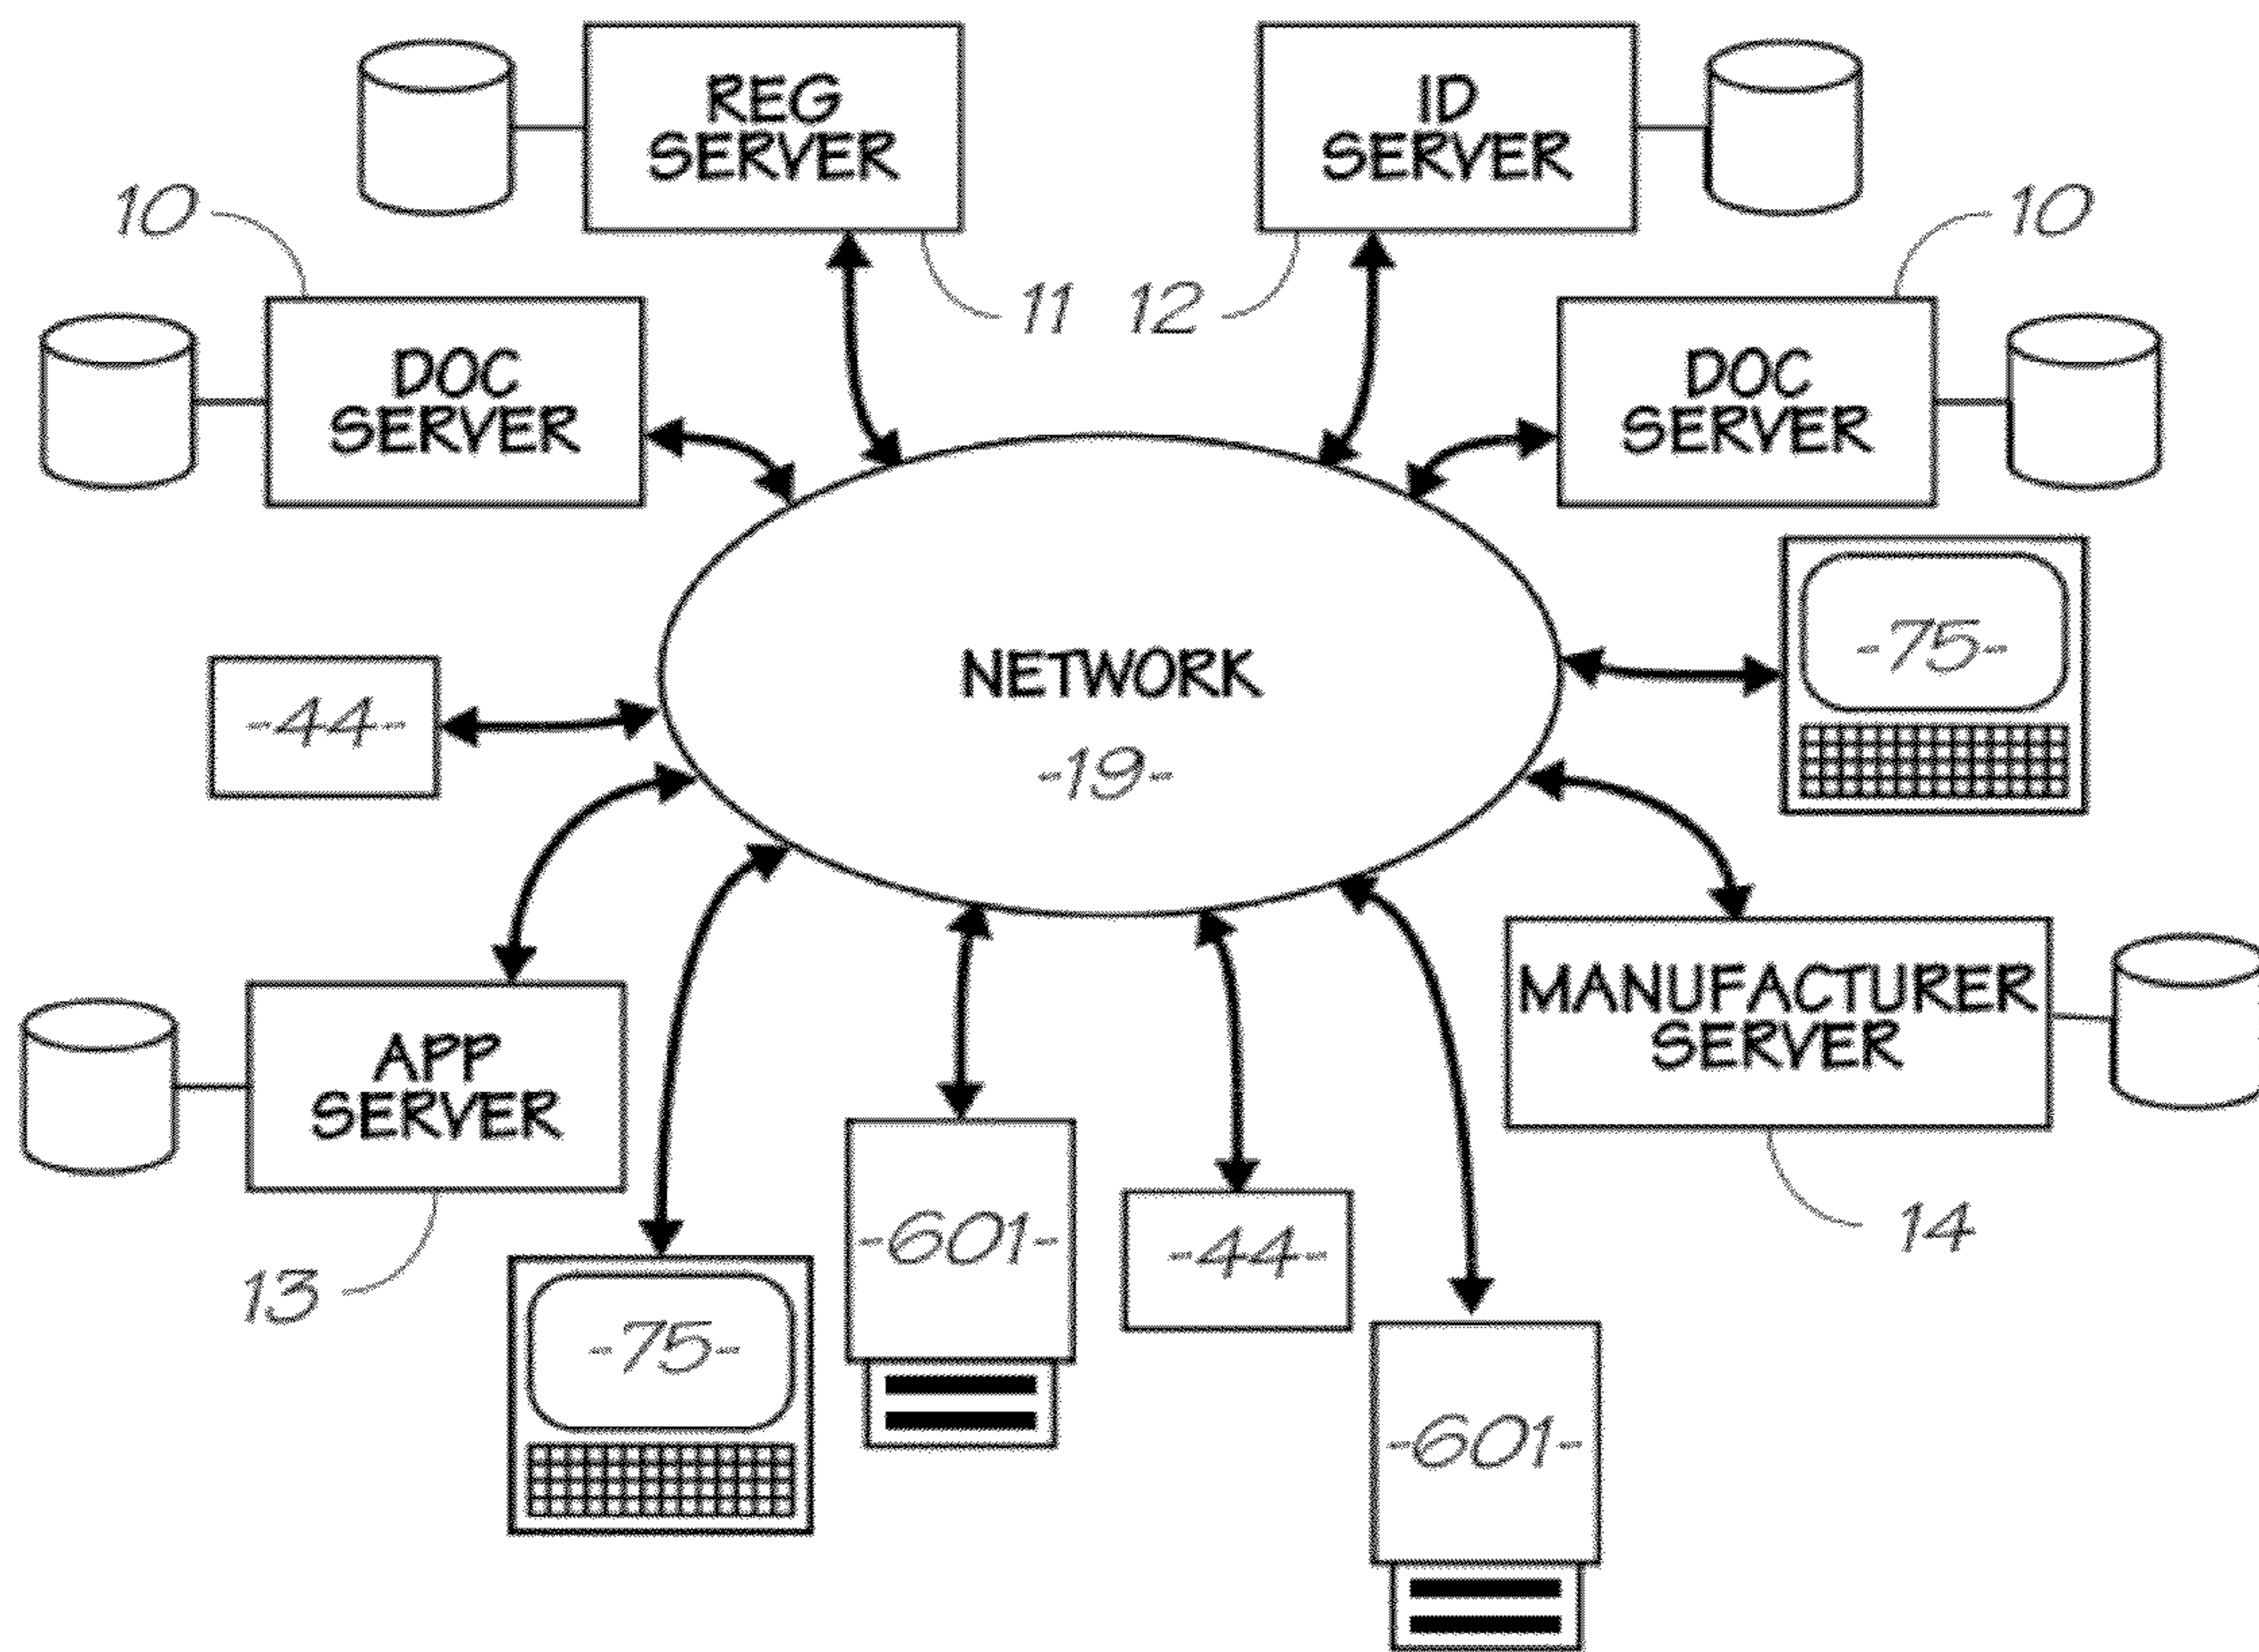 REG
SERVER
ID
SERVER
10
10
11
12
DOC
SERVER
DOC
SERVER
-75-
NETWORK
-19-
-44-
MANUFACTURER
SERVER
APP
SERVER
14
-601-
-44-
13
-75-
-601-